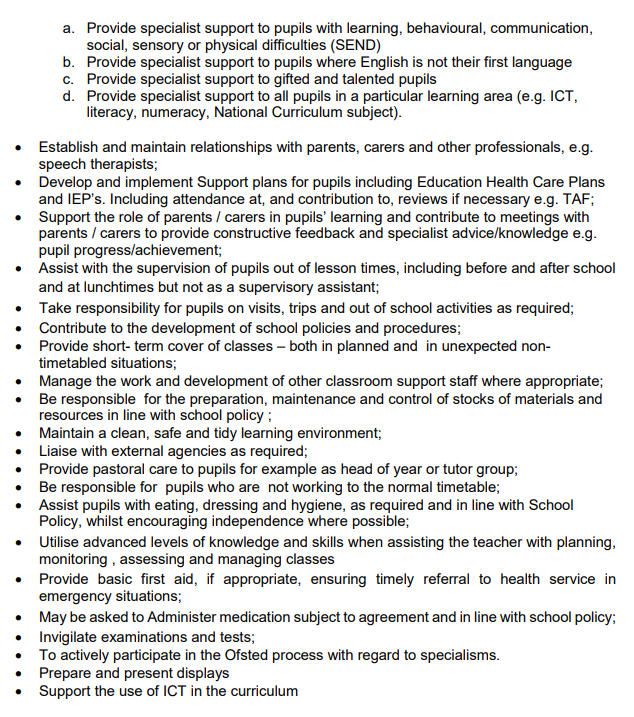 a. Provide specialist support to pupils with learning, behavioural, communication,
social, sensory or physical difficulties (SEND)
b. Provide specialist support to pupils where English is not their first language
c. Provide specialist support to gifted and talented pupils
d. Provide specialist support to all pupils in a particular learning area (e.g. ICT,
literacy, numeracy, National Curriculum subject).
• Establish and maintain relationships with parents, carers and other professionals, e.g.
speech therapists;
• Develop and implement Support plans for pupils including Education Health Care Plans
and IEP's. Including attendance at, and contribution to, reviews if necessary e.g. TAF;
• Support the role of parents / carers in pupils' learning and contribute to meetings with
parents / carers to provide constructive feedback and specialist advice/knowledge e.g.
pupil progress/achievement;
• Assist with the supervision of pupils out of lesson times, including before and after school
and at lunchtimes but not as a supervisory assistant;
• Take responsibility for pupils on visits, trips and out of school activities as required;
• Contribute to the development of school policies and procedures;
• Provide short- term cover of classes – both in planned and in unexpected non-
timetabled situations;
• Manage the work and development of other classroom support staff where appropriate;
• Be responsible for the preparation, maintenance and control of stocks of materials and
resources in line with school policy ;
• Maintain a clean, safe and tidy learning environment;
• Liaise with external agencies as required;
• Provide pastoral care to pupils for example as head of year or tutor group;
• Be responsible for pupils who are not working to the normal timetable;
• Assist pupils with eating, dressing and hygiene, as required and in line with School
Policy, whilst encouraging independence where possible;
• Utilise advanced levels of knowledge and skills when assisting the teacher with planning,
monitoring , assessing and managing classes
• Provide basic first aid, if appropriate, ensuring timely referral to health service in
emergency situations;
• May be asked to Administer medication subject to agreement and in line with school policy;
• Invigilate examinations and tests;
• To actively participate in the Ofsted process with regard to specialisms.
• Prepare and present displays
• Support the use of ICT in the curriculum